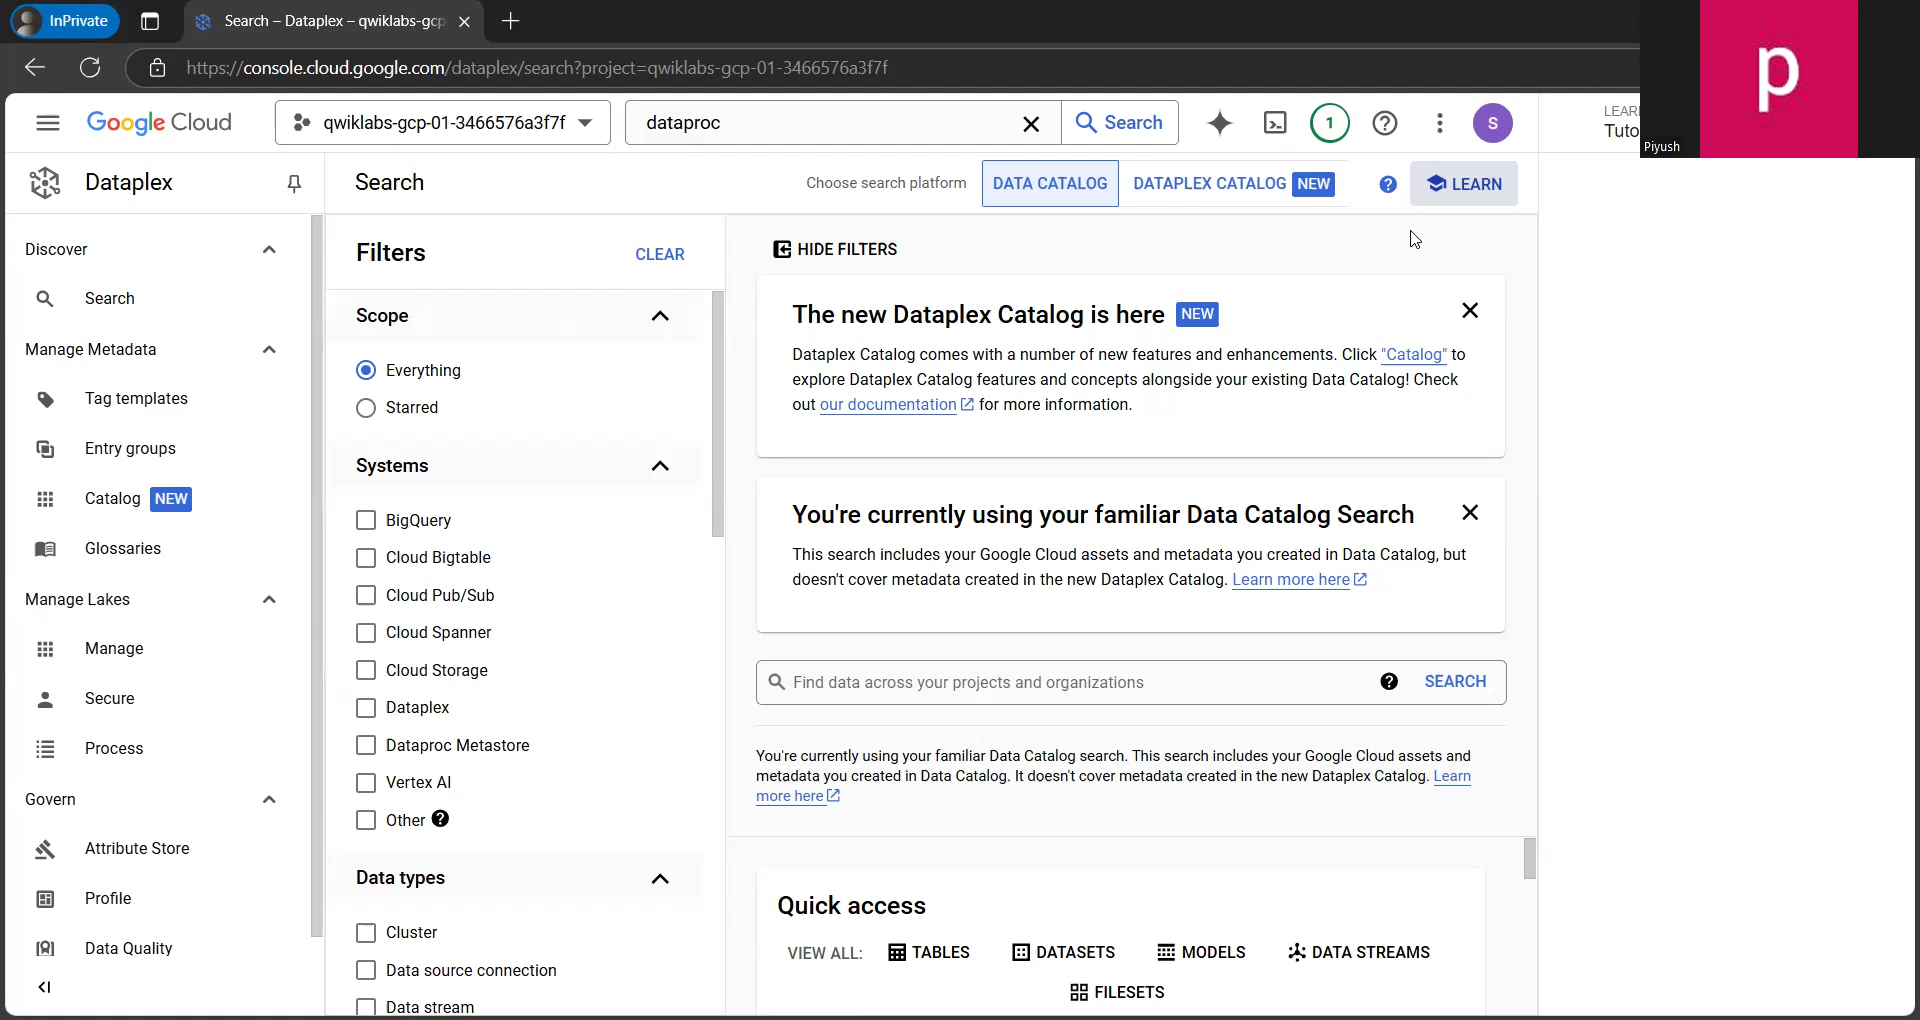 InPrivate
Search – Dataplex – qwiklabs-gcp
https://console.cloud.google.com/dataplex/search?project=qwiklabs-gcp-01-3466576a3f7f
Google Cloud
qwiklabs-gcp-01-3466576a3f7f
dataproc
Search
1
S
LEAR
Tuto
p
Piyush
Dataplex
Search
Choose search platform
DATA CATALOG
DATAPLEX CATALOG NEW
LEARN
Discover
Search
Manage Metadata
Tag templates
Entry groups
Catalog NEW
Glossaries
Manage Lakes
Manage
Secure
Process
Govern
Attribute Store
Profile
Data Quality
Filters
CLEAR
Scope
Everything
Starred
Systems
BigQuery
Cloud Bigtable
Cloud Pub/Sub
Cloud Spanner
Cloud Storage
Dataplex
Dataproc Metastore
Vertex AI
Other
Data types
Cluster
Data source connection
Data stream
HIDE FILTERS
The new Dataplex Catalog is here NEW
Dataplex Catalog comes with a number of new features and enhancements. Click "Catalog" to
explore Dataplex Catalog features and concepts alongside your existing Data Catalog! Check
out our documentation for more information.
You're currently using your familiar Data Catalog Search
This search includes your Google Cloud assets and metadata you created in Data Catalog, but
doesn't cover metadata created in the new Dataplex Catalog. Learn more here
Find data across your projects and organizations
SEARCH
You're currently using your familiar Data Catalog search. This search includes your Google Cloud assets and
metadata you created in Data Catalog. It doesn't cover metadata created in the new Dataplex Catalog. Learn
more here
Quick access
VIEW ALL:
TABLES
DATASETS
MODELS
DATA STREAMS
FILESETS